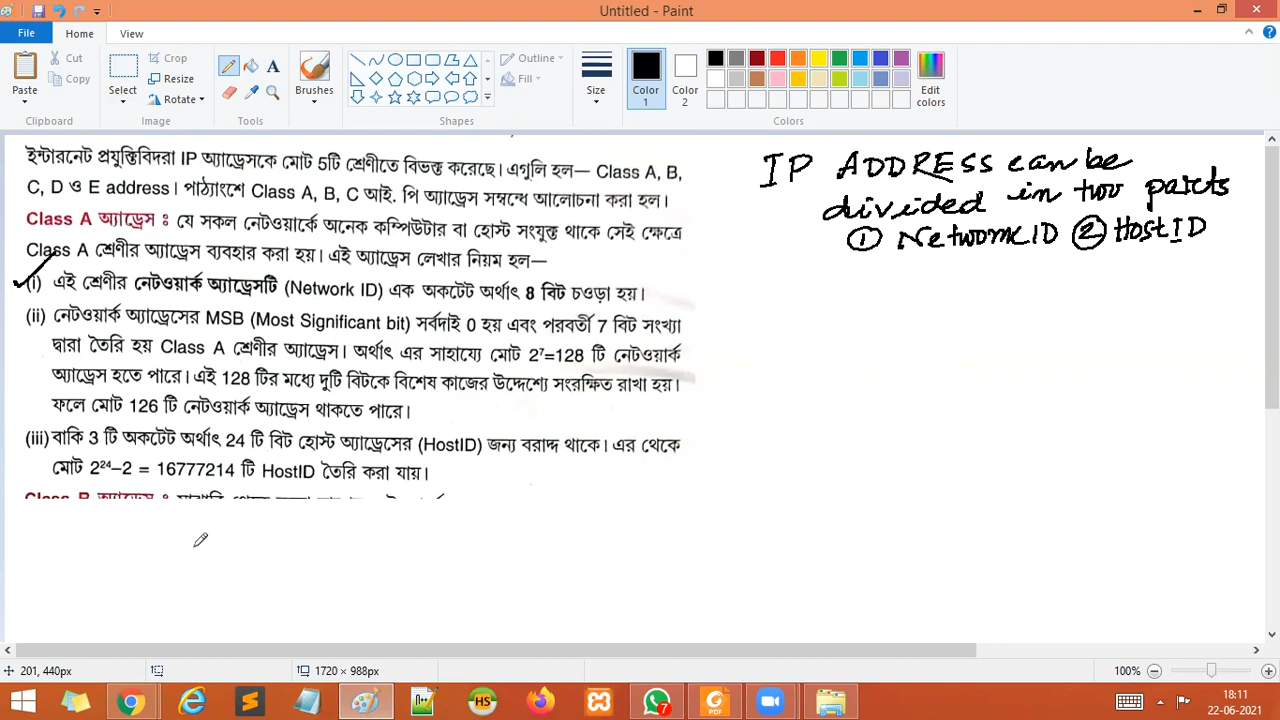 Untitled - Paint
File
Home
View
Paste
Cut
Copy
Clipboard
Select
Crop
Resize
Rotate
Image
Tools
Brushes
Shapes
Outline
Fill
Size
Color 1
Color 2
Edit colors
Colors
ইন্টারনেট প্রযুক্তিবিদরা IP অ্যাড্রেসকে মোট 5টি শ্রেণীতে বিভক্ত করেছে। এগুলি হল— Class A, B,
C, D ও E address। পাঠ্যাংশে Class A, B, C আই. পি অ্যাড্রেস সম্বন্ধে আলোচনা করা হল।
Class A অ্যাড্রেস : যে সকল নেটওয়ার্কে অনেক কম্পিউটার বা হোস্ট সংযুক্ত থাকে সেই ক্ষেত্রে
Class A শ্রেণীর অ্যাড্রেস ব্যবহার করা হয়। এই অ্যাড্রেস লেখার নিয়ম হল—
(i) এই শ্রেণীর নেটওয়ার্ক অ্যাড্রেসটি (Network ID) এক অকটেট অর্থাৎ 8 বিট চওড়া হয়।
(ii) নেটওয়ার্ক অ্যাড্রেসের MSB (Most Significant bit) সর্বদাই 0 হয় এবং পরবর্তী 7 বিট সংখ্যা
দ্বারা তৈরি হয় Class A শ্রেণীর অ্যাড্রেস। অর্থাৎ এর সাহায্যে মোট 2⁷=128 টি নেটওয়ার্ক
অ্যাড্রেস হতে পারে। এই 128 টির মধ্যে দুটি বিটকে বিশেষ কাজের উদ্দেশ্যে সংরক্ষিত রাখা হয়।
ফলে মোট 126 টি নেটওয়ার্ক অ্যাড্রেস থাকতে পারে।
(iii) বাকি 3 টি অকটেট অর্থাৎ 24 টি বিট হোস্ট অ্যাড্রেসের (HostID) জন্য বরাদ্দ থাকে। এর থেকে
মোট 2²⁴–2 = 16777214 টি HostID তৈরি করা যায়।
Class B অ্যাড্রেস :
IP ADDRESS can be
divided in two parts
① NetworkID ② HostID
201, 440px
1720 × 988px
100%
HS
7
PDF
18:11
22-06-2021